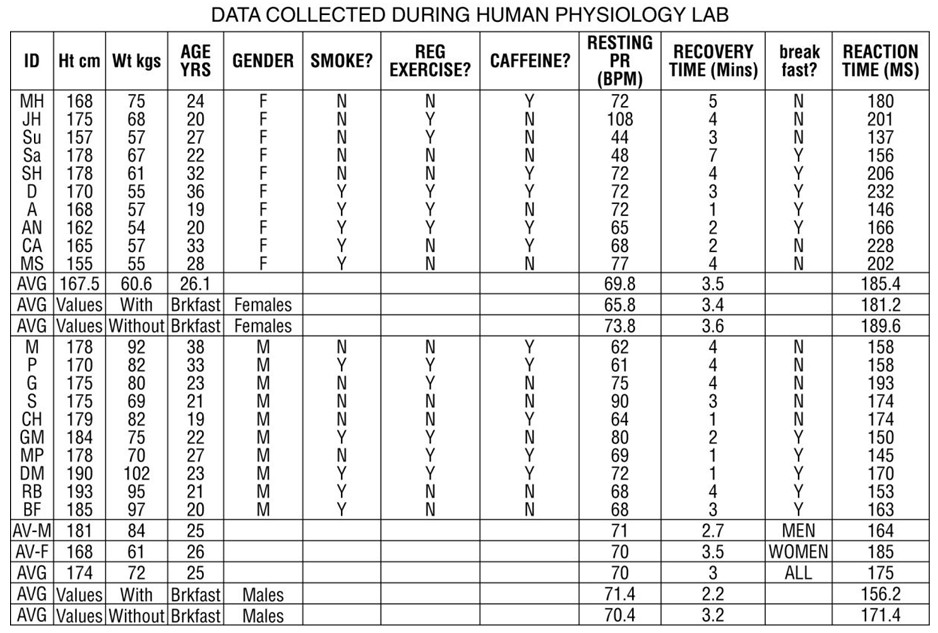 DATA COLLECTED DURING HUMAN PHYSIOLOGY LAB
ID Ht cm Wt kgs AGE YRS GENDER SMOKE? REG EXERCISE? CAFFEINE? RESTING PR (BPM) RECOVERY TIME (Mins) break fast? REACTION TIME (MS)
MH 168 75 24 F N N Y 72 5 N 180
JH 175 68 20 F N Y N 108 4 N 201
Su 157 57 27 F N Y N 44 3 N 137
Sa 178 67 22 F N N N 48 7 Y 156
SH 178 61 32 F N N Y 72 4 Y 206
D 170 55 36 F Y Y Y 72 3 Y 232
A 168 57 19 F Y Y N 72 1 Y 146
AN 162 54 20 F Y Y Y 65 2 Y 166
CA 165 57 33 F Y N Y 68 2 N 228
MS 155 55 28 F Y N N 77 4 N 202
AVG 167.5 60.6 26.1 69.8 3.5 185.4
AVG Values With Brkfast Females 65.8 3.4 181.2
AVG Values Without Brkfast Females 73.8 3.6 189.6
M 178 92 38 M N N Y 62 4 N 158
P 170 82 33 M Y Y Y 61 4 N 158
G 175 80 23 M N Y N 75 4 N 193
S 175 69 21 M N N N 90 3 N 174
CH 179 82 19 M N N Y 64 1 N 174
GM 184 75 22 M Y Y N 80 2 Y 150
MP 178 70 27 M N Y Y 69 1 Y 145
DM 190 102 23 M Y Y Y 72 1 Y 170
RB 193 95 21 M Y N N 68 4 Y 153
BF 185 97 20 M Y N N 68 3 Y 163
AV-M 181 84 25 71 2.7 MEN 164
AV-F 168 61 26 70 3.5 WOMEN 185
AVG 174 72 25 70 3 ALL 175
AVG Values With Brkfast Males 71.4 2.2 156.2
AVG Values Without Brkfast Males 70.4 3.2 171.4